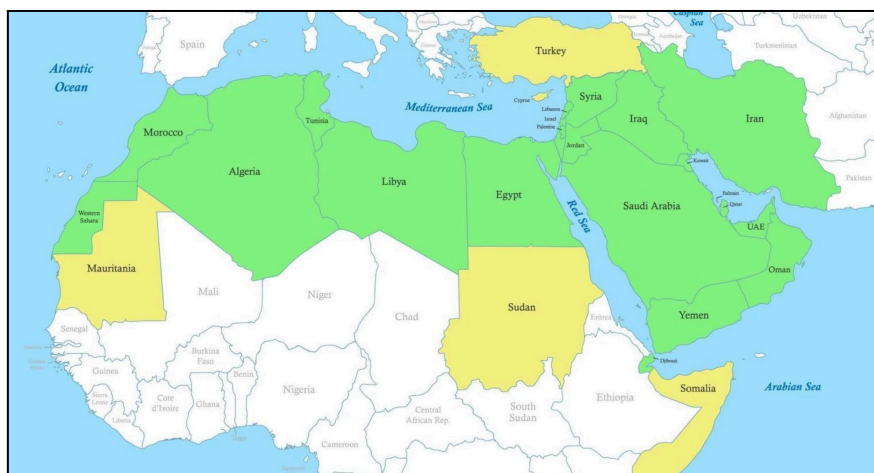 Caspian
Sea
Georgia
Uzbekistan
Spain
Turkey
Turkmenistan
Atlantic
Ocean
Mediterranean Sea
Cyprus
Syria
Lebanon
Israel
Palestine
Afghanistan
Morocco
Tunisia
Iraq
Iran
Jordan
Algeria
Libya
Egypt
Kuwait
Pakistan
Bahrain
Qatar
Western
Sahara
Red Sea
Saudi Arabia
UAE
Mauritania
Oman
Mali
Niger
Chad
Sudan
Eritrea
Yemen
Senegal
Burkina
Faso
Djibouti
Guinea
Benin
Nigeria
Somalia
Arabian Sea
Sierra
Leone
Cote
d'Ivoire
Ghana
Ethiopia
Liberia
Togo
Central
African Rep.
South
Sudan
Cameroon